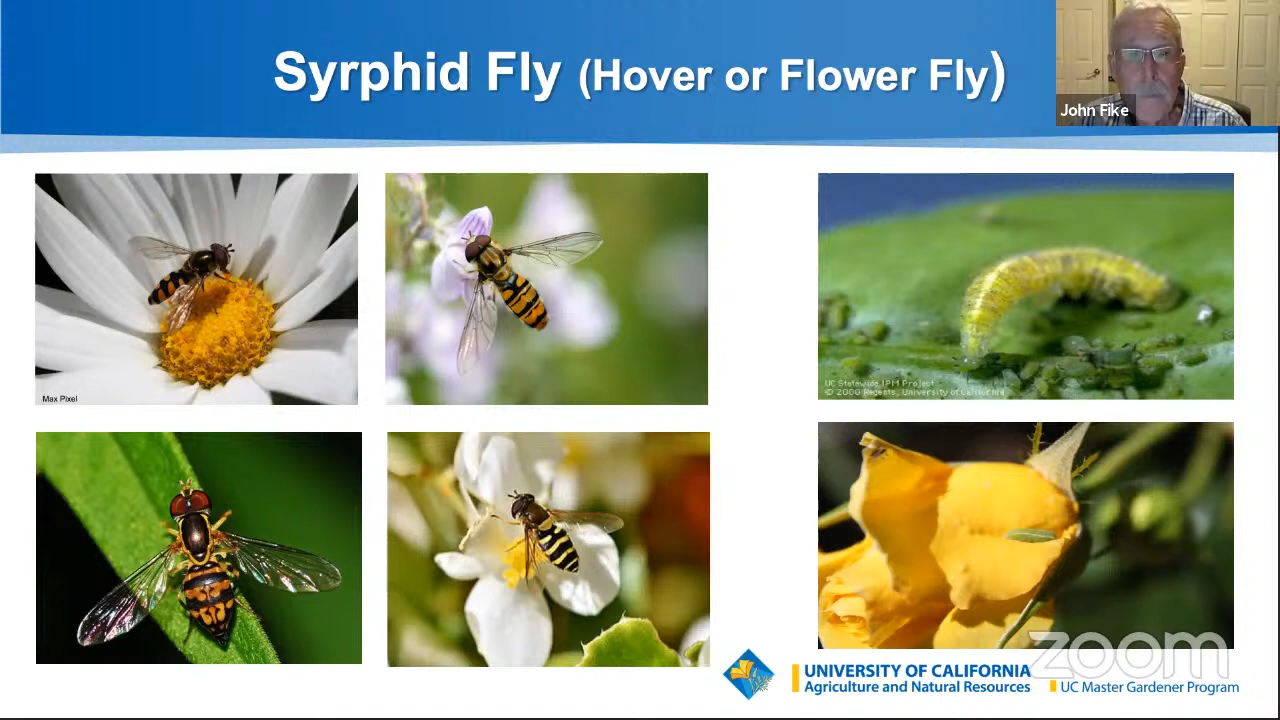 Syrphid Fly (Hover or Flower Fly)
John Fike
Max Pixel
UC Statewide IPM Project
© 2000 Regents, University of California
zoom
UNIVERSITY OF CALIFORNIA
Agriculture and Natural Resources
UC Master Gardener Program